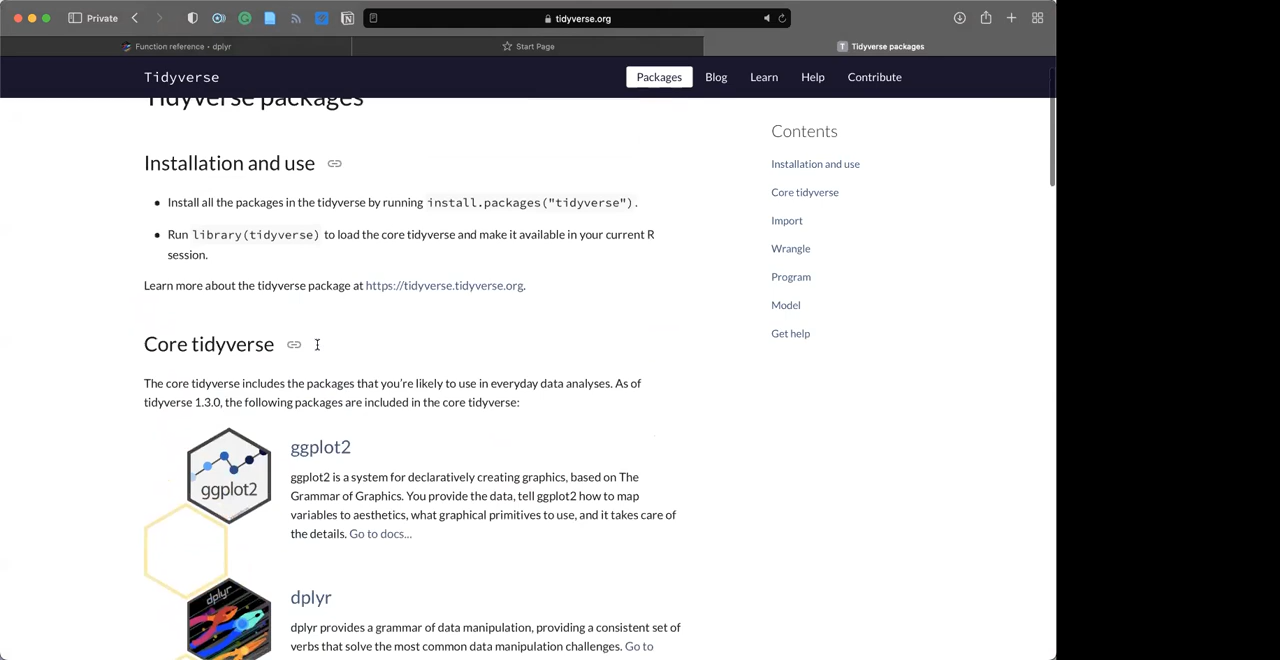 Private
tidyverse.org
Function reference • dplyr
Start Page
T Tidyverse packages
Tidyverse
Packages
Blog
Learn
Help
Contribute
Tidyverse packages
Installation and use
Install all the packages in the tidyverse by running install.packages("tidyverse").
Run library(tidyverse) to load the core tidyverse and make it available in your current R
session.
Learn more about the tidyverse package at https://tidyverse.tidyverse.org.
Core tidyverse
The core tidyverse includes the packages that you're likely to use in everyday data analyses. As of
tidyverse 1.3.0, the following packages are included in the core tidyverse:
ggplot2
ggplot2
ggplot2 is a system for declaratively creating graphics, based on The
Grammar of Graphics. You provide the data, tell ggplot2 how to map
variables to aesthetics, what graphical primitives to use, and it takes care of
the details. Go to docs...
dplyr
dplyr
dplyr provides a grammar of data manipulation, providing a consistent set of
verbs that solve the most common data manipulation challenges. Go to
Contents
Installation and use
Core tidyverse
Import
Wrangle
Program
Model
Get help